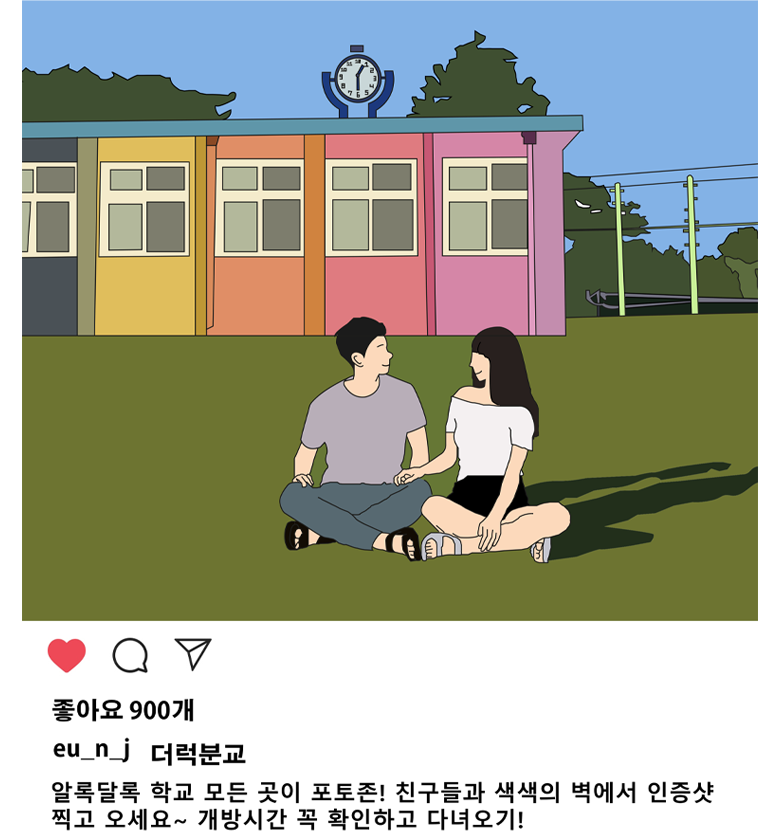 좋아요 900개
eu_n_j 더럭분교
알록달록 학교 모든 곳이 포토존! 친구들과 색색의 벽에서 인증샷
찍고 오세요~ 개방시간 꼭 확인하고 다녀오기!